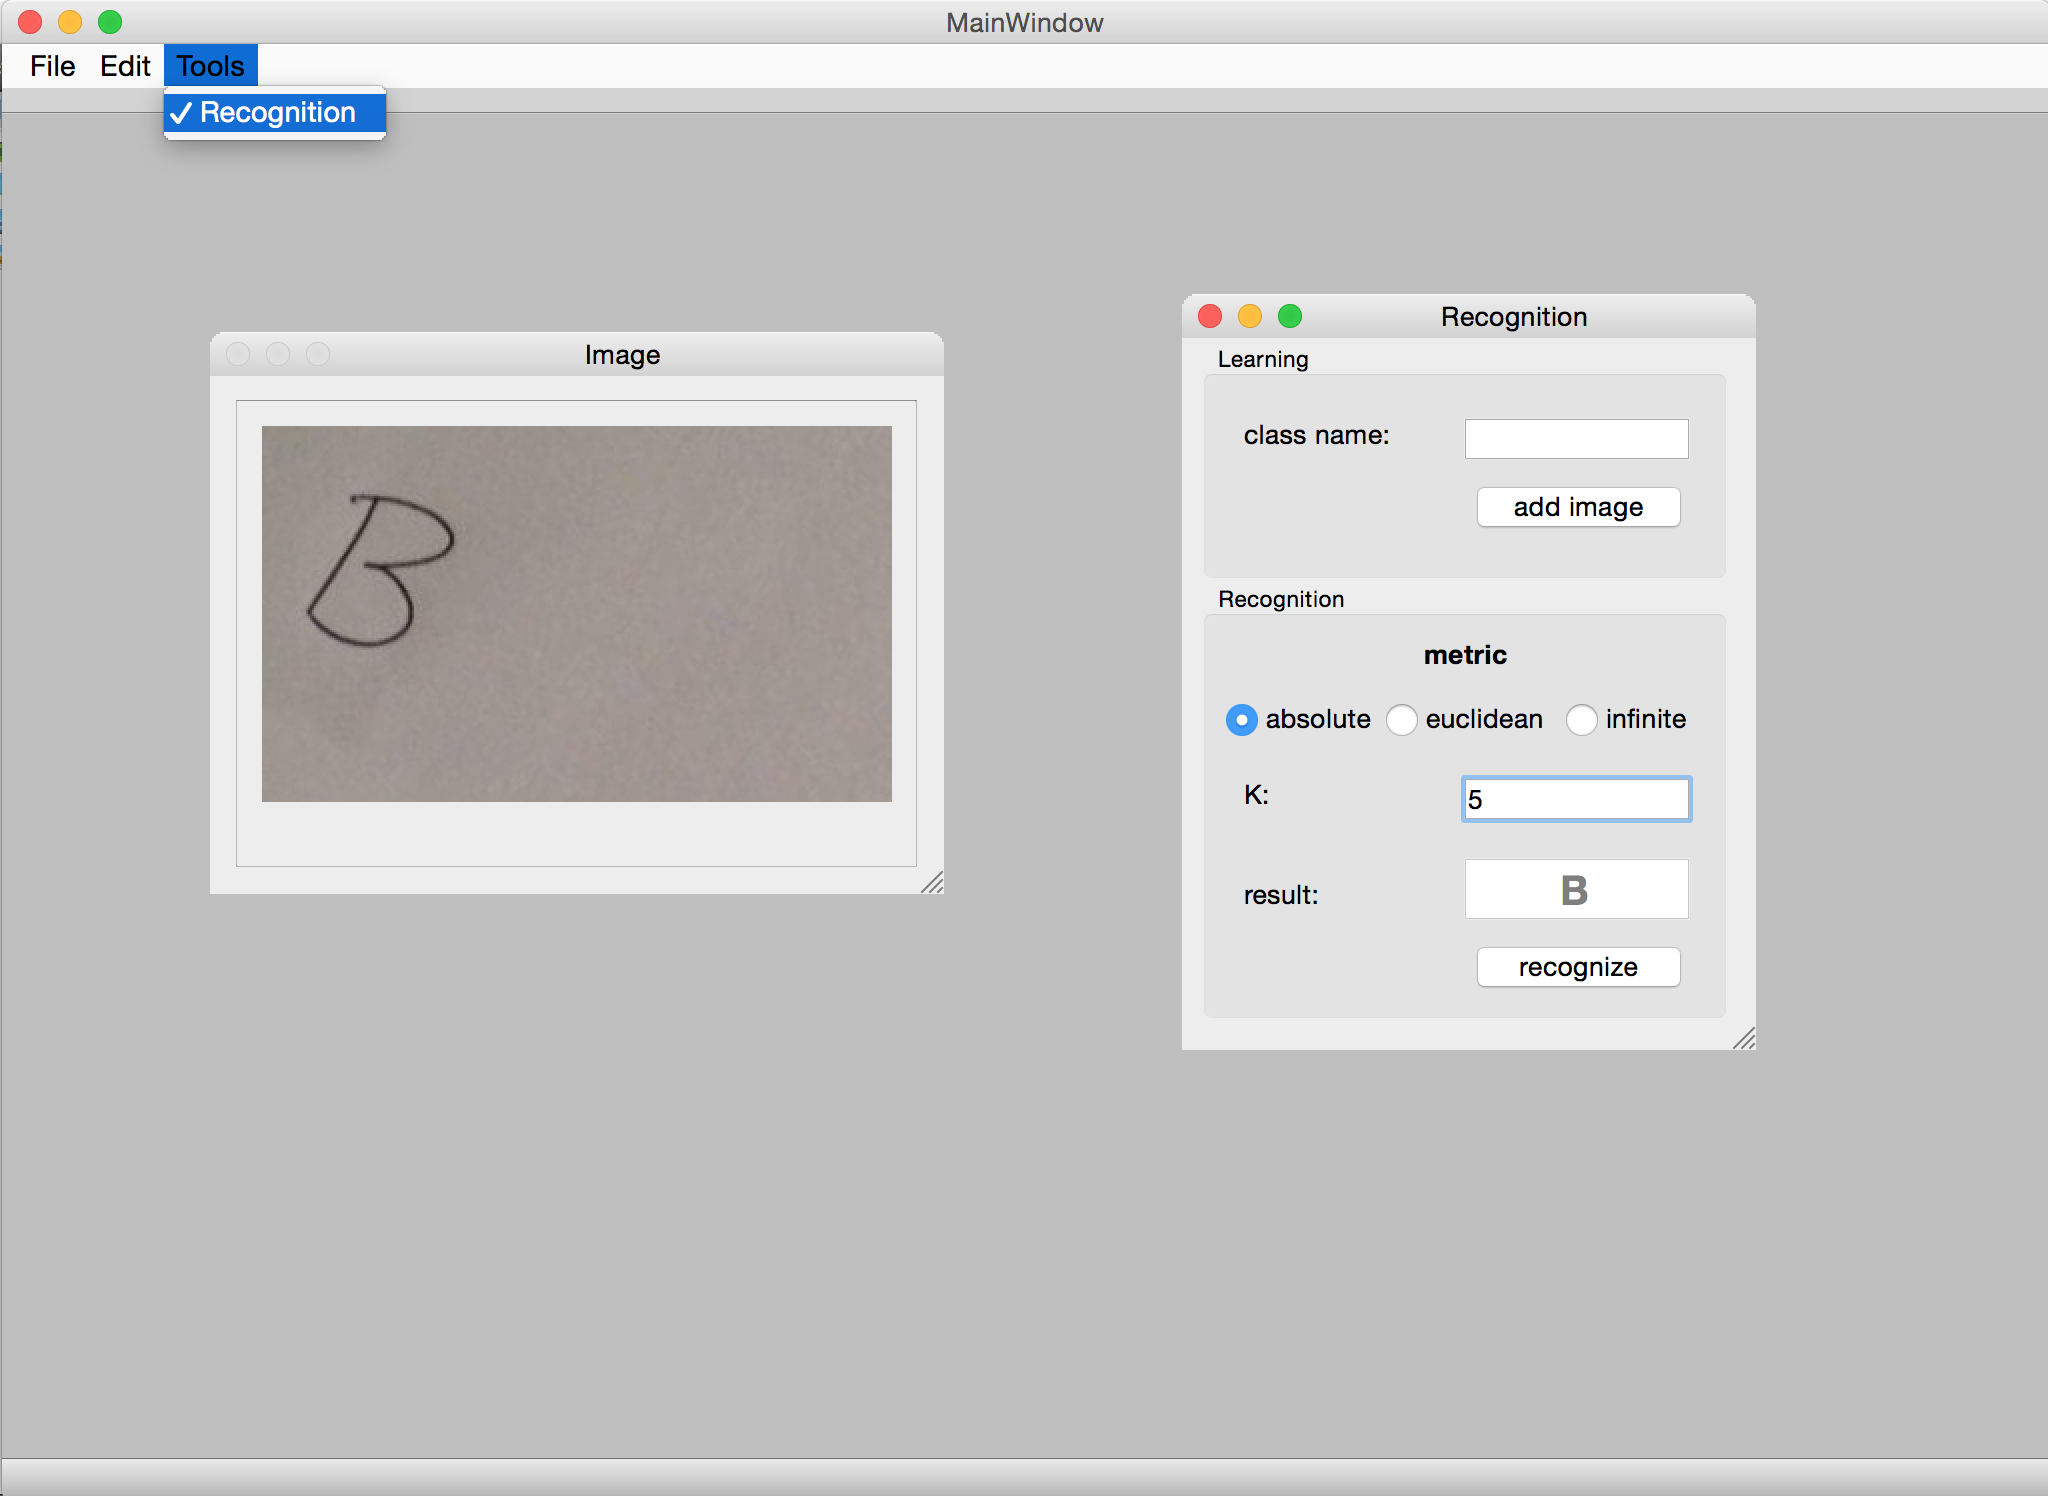 MainWindow
File Edit Tools
✓ Recognition
Image
B
Recognition
Learning
class name:
add image
Recognition
metric
absolute euclidean infinite
K: 5
result: B
recognize